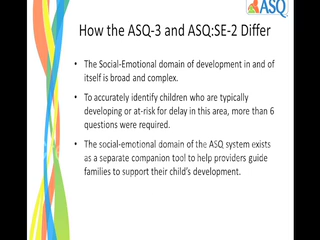 ASQ
How the ASQ-3 and ASQ:SE-2 Differ
• The Social-Emotional domain of development in and of
itself is broad and complex.
• To accurately identify children who are typically
developing or at-risk for delay in this area, more than 6
questions were required.
• The social-emotional domain of the ASQ system exists
as a separate companion tool to help providers guide
families to support their child's development.